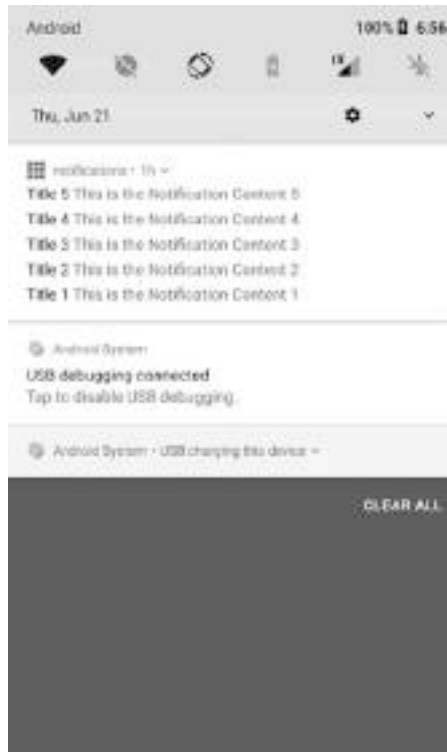 Android 100% 6:56
Thu, Jun 21
notifications • 1h
Title 5 This is the Notification Content 5
Title 4 This is the Notification Content 4
Title 3 This is the Notification Content 3
Title 2 This is the Notification Content 2
Title 1 This is the Notification Content 1
Android System
USB debugging connected
Tap to disable USB debugging.
Android System • USB charging this device
CLEAR ALL